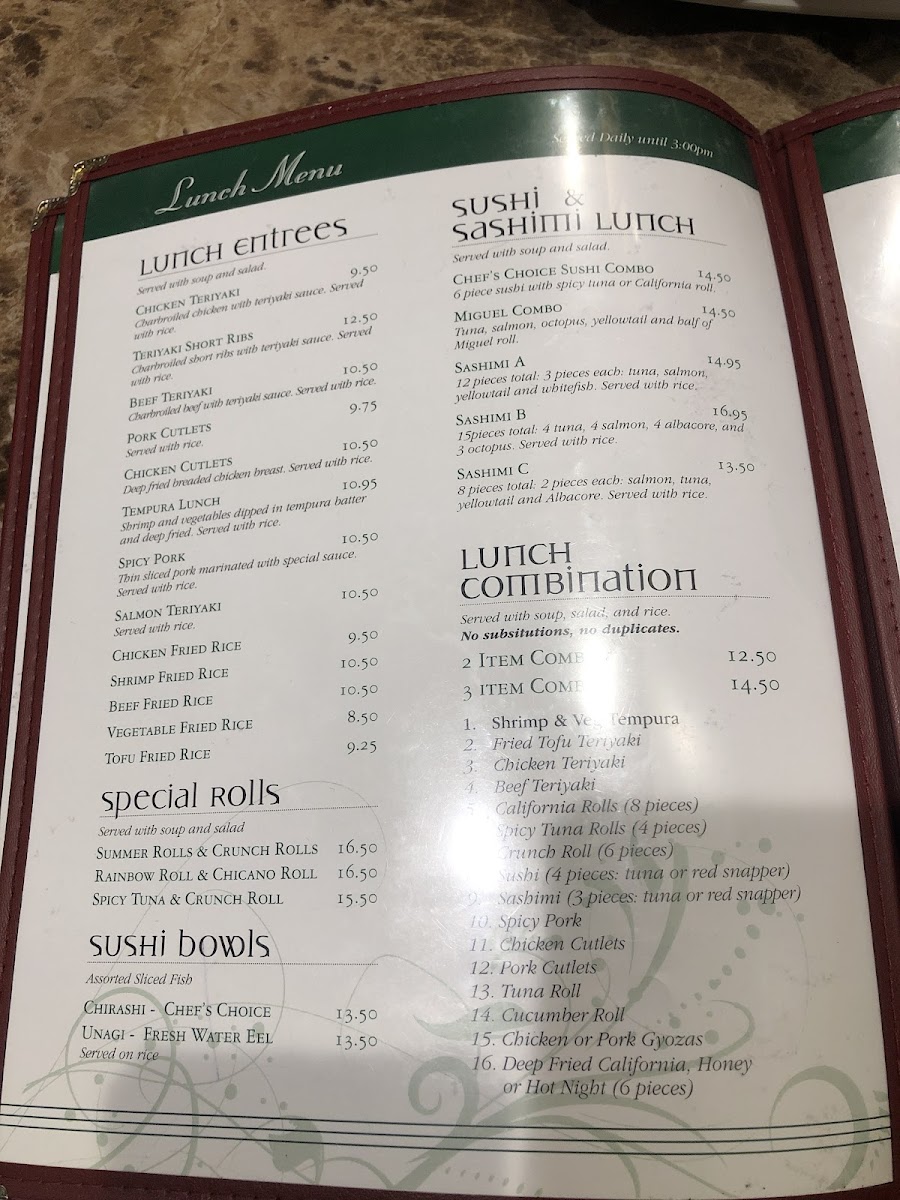 Lunch Menu
Served Daily until 3:00pm
Lunch Entrees
Served with soup and salad.
Chicken Teriyaki 9.50
Charbroiled chicken with teriyaki sauce. Served
with rice.
Teriyaki Short Ribs 12.50
Charbroiled short ribs with teriyaki sauce. Served
with rice.
Beef Teriyaki 10.50
Charbroiled beef with teriyaki sauce. Served with rice.
Pork Cutlets 9.75
Served with rice.
Chicken Cutlets 10.50
Deep fried breaded chicken breast. Served with rice.
Tempura Lunch 10.95
Shrimp and vegetables dipped in tempura batter
and deep fried. Served with rice.
Spicy Pork 10.50
Thin sliced pork marinated with special sauce.
Served with rice.
Salmon Teriyaki 10.50
Served with rice.
Chicken Fried Rice 9.50
Shrimp Fried Rice 10.50
Beef Fried Rice 10.50
Vegetable Fried Rice 8.50
Tofu Fried Rice 9.25
Special Rolls
Served with soup and salad
Summer Rolls & Crunch Rolls 16.50
Rainbow Roll & Chicano Roll 16.50
Spicy Tuna & Crunch Roll 15.50
Sushi Bowls
Assorted Sliced Fish
Chirashi - Chef's Choice 13.50
Unagi - Fresh Water Eel 13.50
Served on rice
Sushi &
Sashimi Lunch
Served with soup and salad.
Chef's Choice Sushi Combo 14.50
6 piece sushi with spicy tuna or California roll.
Miguel Combo 14.50
Tuna, salmon, octopus, yellowtail and half of
Miguel roll.
Sashimi A 14.95
12 pieces total: 3 pieces each: tuna, salmon,
yellowtail and whitefish. Served with rice.
Sashimi B 16.95
15pieces total: 4 tuna, 4 salmon, 4 albacore, and
3 octopus. Served with rice.
Sashimi C 13.50
8 pieces total: 2 pieces each: salmon, tuna,
yellowtail and Albacore. Served with rice.
Lunch
Combination
Served with soup, salad, and rice.
No subsitutions, no duplicates.
2 Item 12.50
3 Item 14.50
1. Shrimp & Veg Tempura
2. Fried Tofu Teriyaki
3. Chicken Teriyaki
4. Beef Teriyaki
5. California Rolls (8 pieces)
Spicy Tuna Rolls (4 pieces)
Crunch Roll (6 pieces)
Sushi (4 pieces: tuna or red snapper)
9. Sashimi (3 pieces: tuna or red snapper)
10. Spicy Pork
11. Chicken Cutlets
12. Pork Cutlets
13. Tuna Roll
14. Cucumber Roll
15. Chicken or Pork Gyozas
16. Deep Fried California, Honey
or Hot Night (6 pieces)